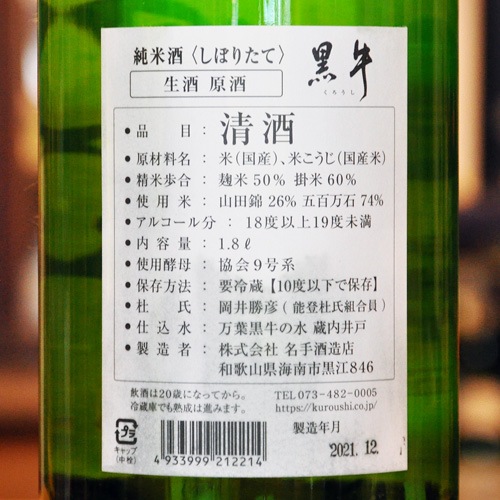 純米酒〈しぼりたて〉
生酒 原酒
黒牛
くろうし
• 品目：清酒
• 原材料名：米（国産）、米こうじ（国産米）
• 精米歩合：麹米50% 掛米60%
• 使用米：山田錦 26% 五百万石 74%
• アルコール分：18度以上19度未満
• 内容量：1.8ℓ
• 使用酵母：協会9号系
• 保存方法：要冷蔵【10度以下で保存】
• 杜氏：岡井勝彦（能登杜氏組合員）
• 仕込水：万葉黒牛の水 蔵内井戸
• 製造者：株式会社 名手酒造店
和歌山県海南市黒江846
飲酒は20歳になってから。
冷蔵庫でも熟成は進みます。
TEL073-482-0005
https://kuroushi.co.jp/
プラ
キャップ
（中栓）
4 933999 212214
製造年月
2021.12.